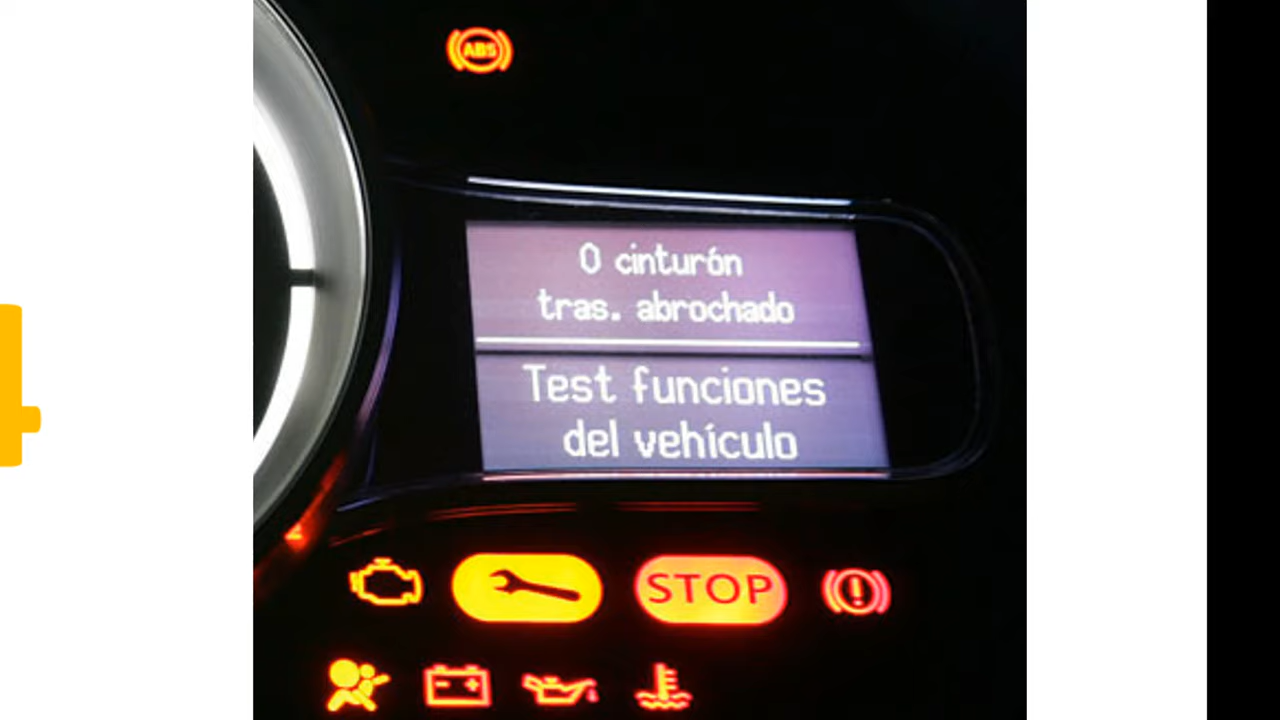 ABS
0 cinturón
tras. abrochado
Test funciones
del vehículo
STOP